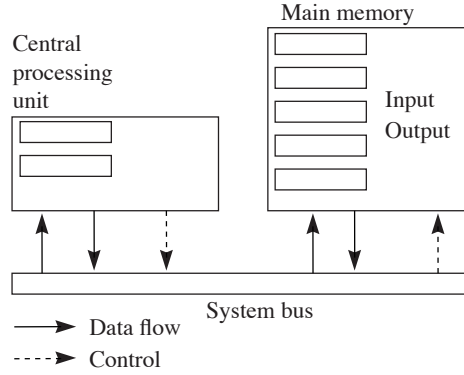 Main memory
Central
processing
unit
Input
Output
System bus
Data flow
Control